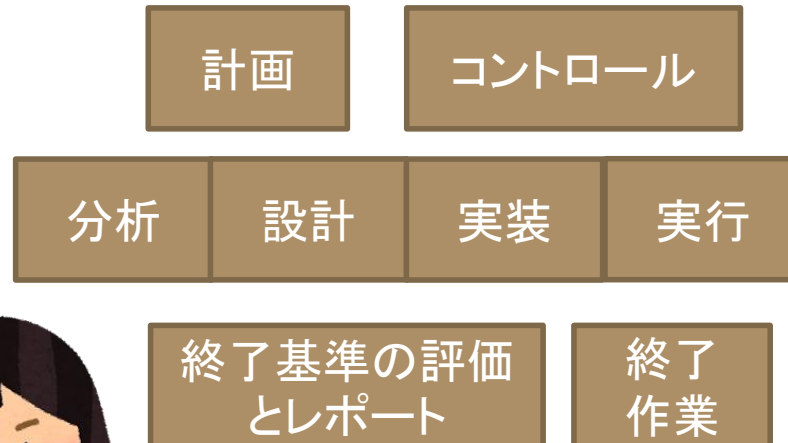 計画
コントロール
分析
設計
実装
実行
終了基準の評価
とレポート
終了
作業